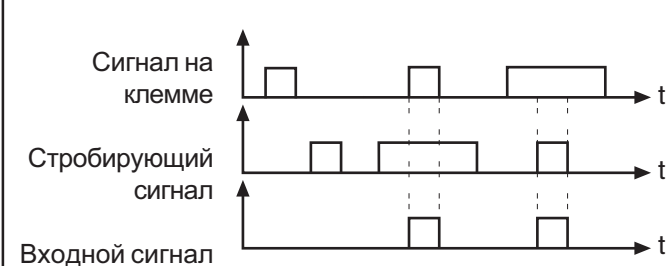 Сигнал на
клемме
t
Стробирующий
сигнал
t
Входной сигнал
t